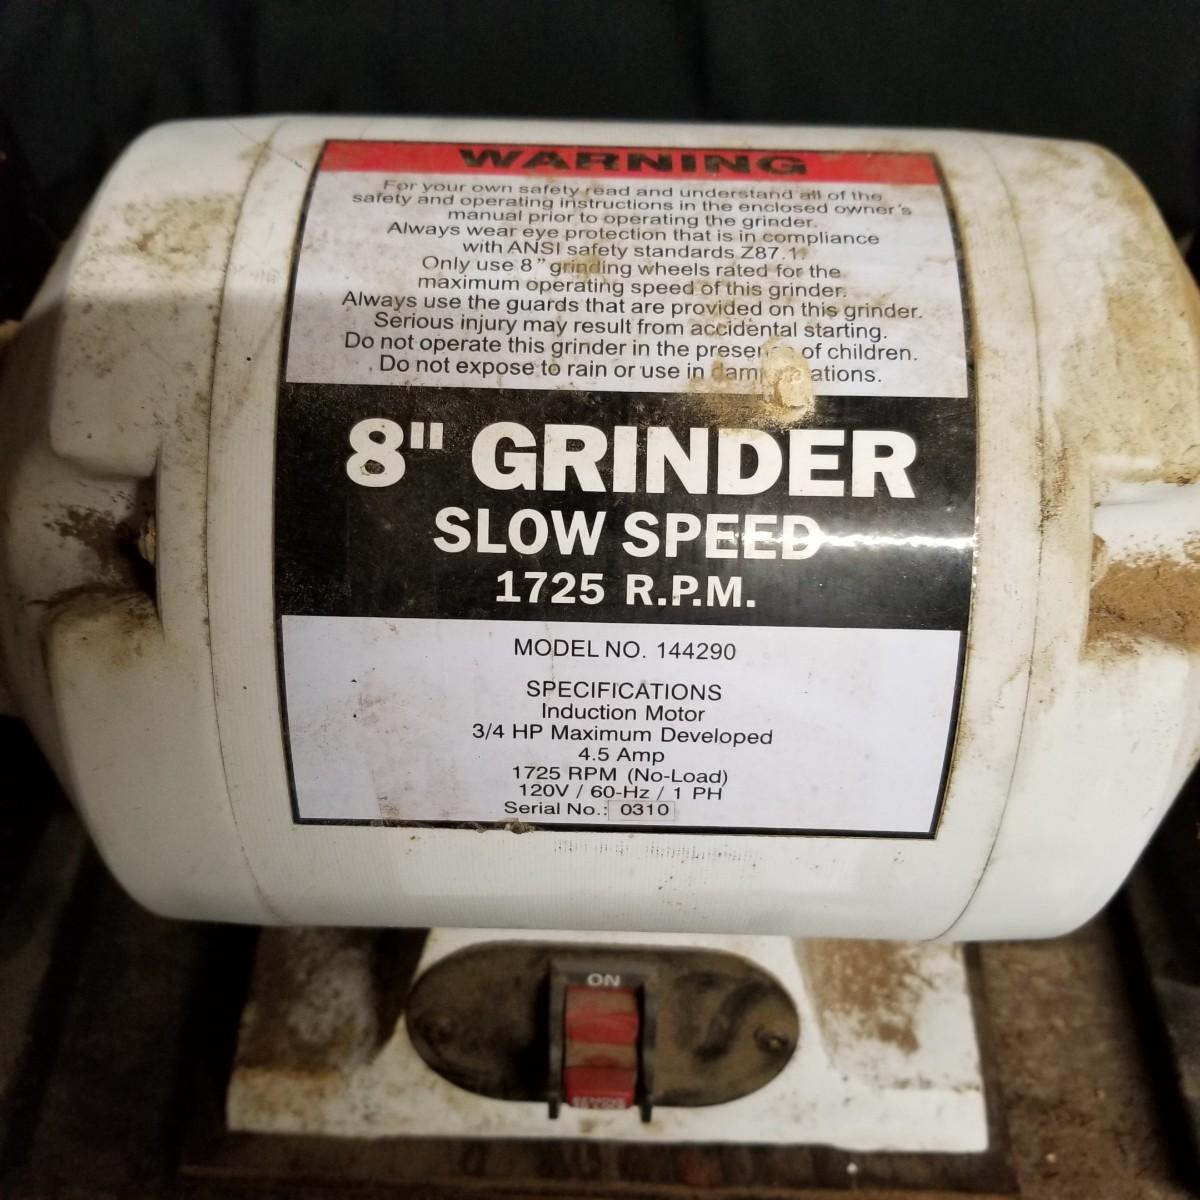 WARNING
For your own safety read and understand all of the
safety and operating instructions in the enclosed owner's
manual prior to operating the grinder.
Always wear eye protection that is in compliance
with ANSI safety standards Z87.1.
Only use 8" grinding wheels rated for the
maximum operating speed of this grinder.
Always use the guards that are provided on this grinder.
Serious injury may result from accidental starting.
Do not operate this grinder in the of children.
Do not expose to rain or use in
8" GRINDER
SLOW SPEED
1725 R.P.M.
MODEL NO. 144290
SPECIFICATIONS
Induction Motor
3/4 HP Maximum Developed
4.5 Amp
1725 RPM (No-Load)
120V / 60-Hz / 1 PH
Serial No.: 0310
ON